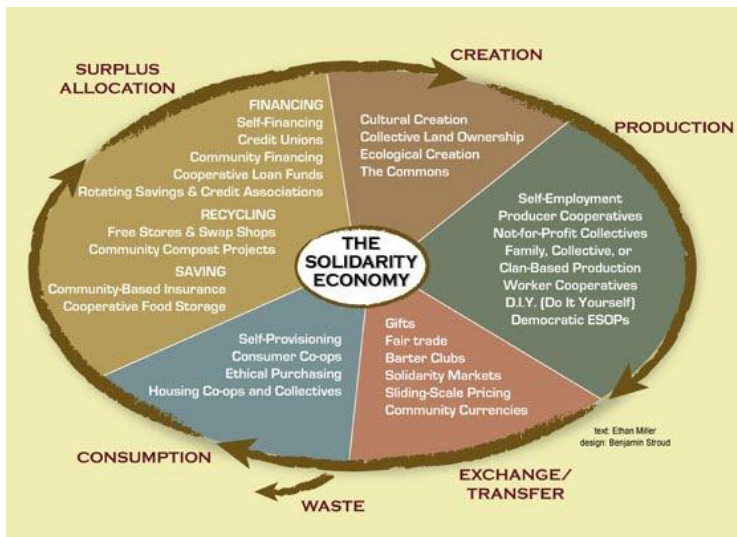 CREATION
SURPLUS
ALLOCATION
FINANCING
Self-Financing
Credit Unions
Community Financing
Cooperative Loan Funds
Rotating Savings & Credit Associations
RECYCLING
Free Stores & Swap Shops
Community Compost Projects
SAVING
Community-Based Insurance
Cooperative Food Storage
Cultural Creation
Collective Land Ownership
Ecological Creation
The Commons
PRODUCTION
Self-Employment
Producer Cooperatives
Not-for-Profit Collectives
Family, Collective, or
Clan-Based Production
Worker Cooperatives
D.I.Y. (Do It Yourself)
Democratic ESOPs
THE
SOLIDARITY
ECONOMY
Self-Provisioning
Consumer Co-ops
Ethical Purchasing
Housing Co-ops and Collectives
Gifts
Fair trade
Barter Clubs
Solidarity Markets
Sliding-Scale Pricing
Community Currencies
text: Ethan Miller
design: Benjamin Stroud
CONSUMPTION
EXCHANGE/
TRANSFER
WASTE